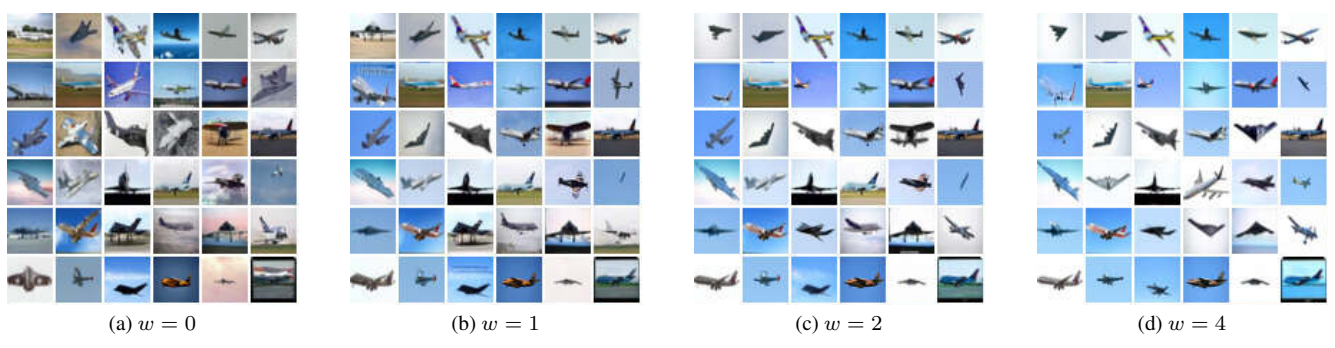 (a) w = 0
(b) w = 1
(c) w = 2
(d) w = 4